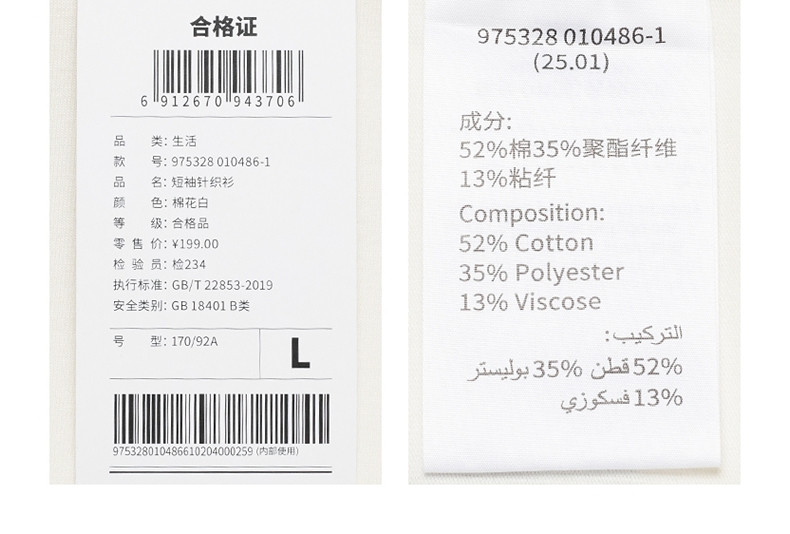 合格证
6 912670 943706
品 类: 生活
款 号: 975328 010486-1
品 名: 短袖针织衫
颜 色: 棉花白
等 级: 合格品
零 售 价: ¥199.00
检 验 员: 检234
执行标准: GB/T 22853-2019
安全类别: GB 18401 B类
号 型: 170/92A
L
975328010486610204000259 (内部使用)
975328 010486-1
(25.01)
成分:
52%棉35%聚酯纤维
13%粘纤
Composition:
52% Cotton
35% Polyester
13% Viscose
التركيب:
52% قطن 35% بوليستر
13% فسكوزي